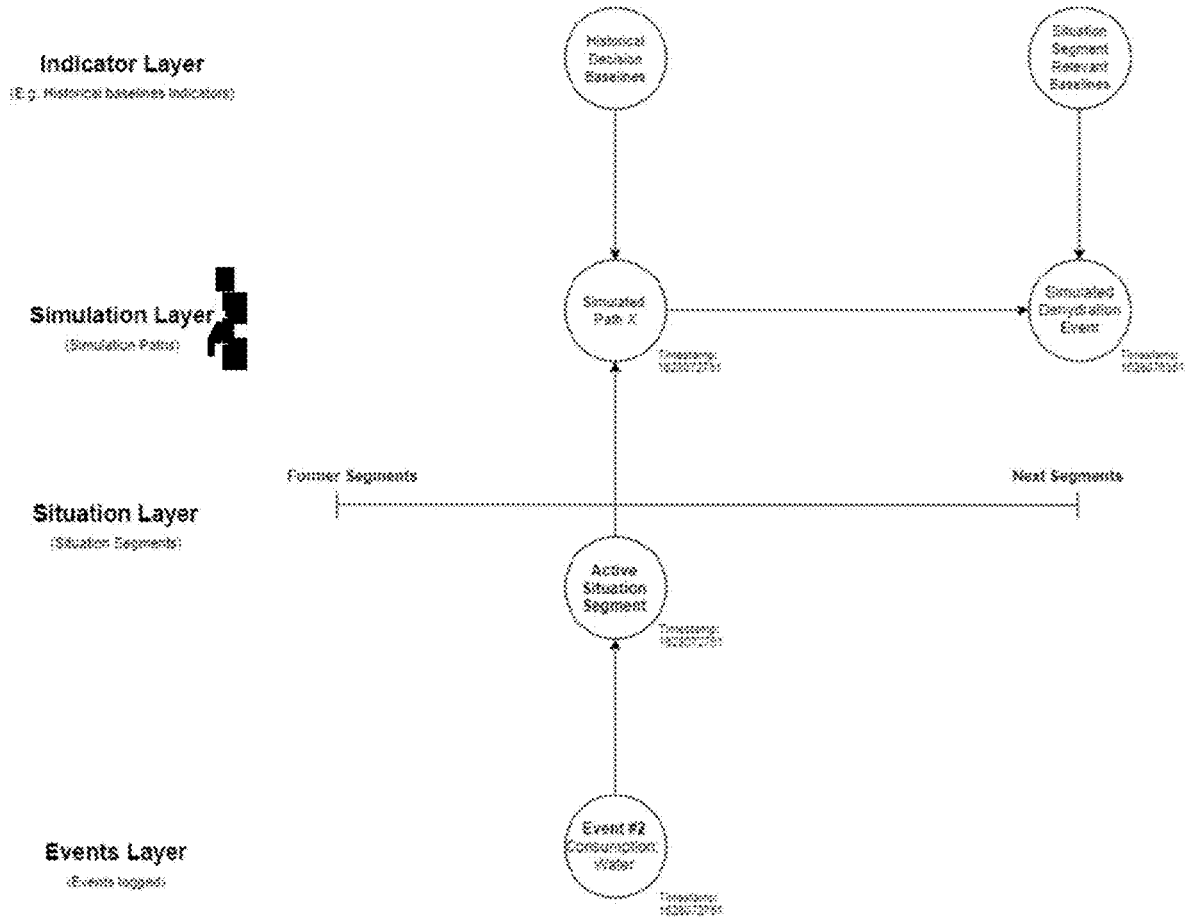 Indicator Layer
(E.g. Historical baselines indicators)
Historical
Decision
Baselines
Situation
Segment
Relevant
Baselines
Simulation Layer
(Simulation Paths)
Simulated
Path X
Timestamp:
Simulated
Dehydration
Event
Timestamp:
Former Segments
Next Segments
Situation Layer
(Situation Segments)
Active
Situation
Segment
Timestamp:
Events Layer
(Events logged)
Event #2
Consumption:
Water
Timestamp: